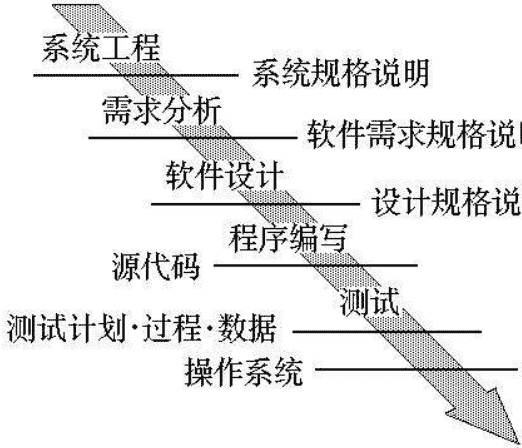 系统工程
系统规格说明
需求分析
软件需求规格说
软件设计
设计规格说
程序编写
源代码
测试
测试计划·过程·数据
操作系统